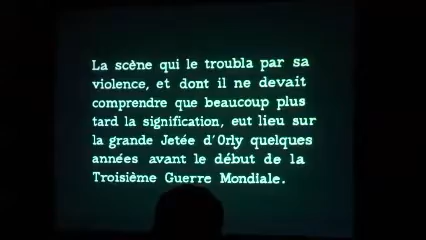 La scène qui le troubla par sa
violence, et dont il ne devait
comprendre que beaucoup plus
tard la signification, eut lieu sur
la grande Jetée d'Orly quelques
années avant le début de la
Troisième Guerre Mondiale.